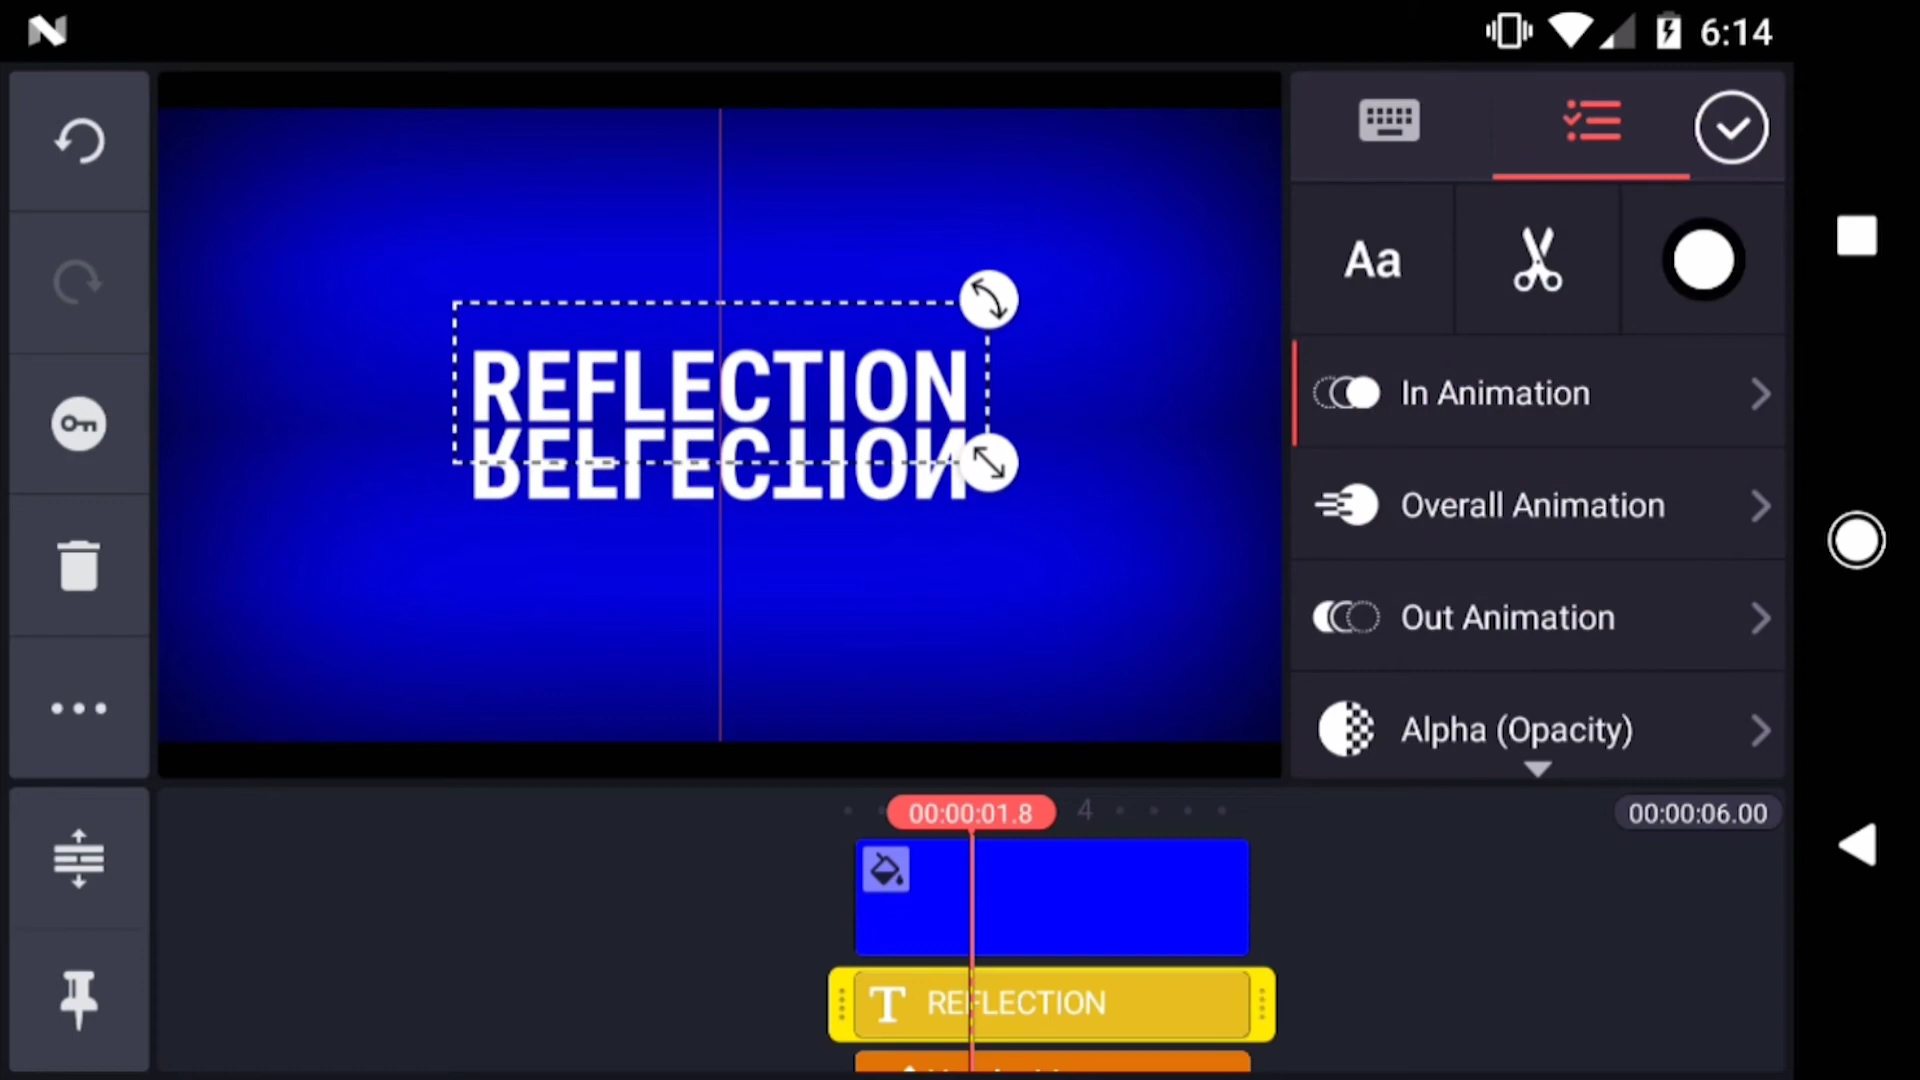 6:14
REFLECTION
REFLECTION
Aa
In Animation
Overall Animation
Out Animation
Alpha (Opacity)
00:00:01.8
4
00:00:06.00
T REFLECTION